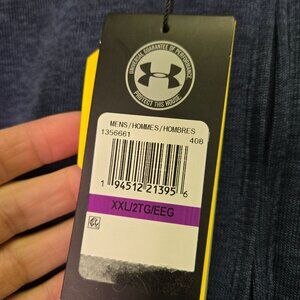 UNIVERSAL GUARANTEE OF PERFORMANCE
PROTECT THIS HOUSE
MENS/HOMMES/HOMBRES
1356661 408
1 94512 21395 6
XXL/2TG/EEG